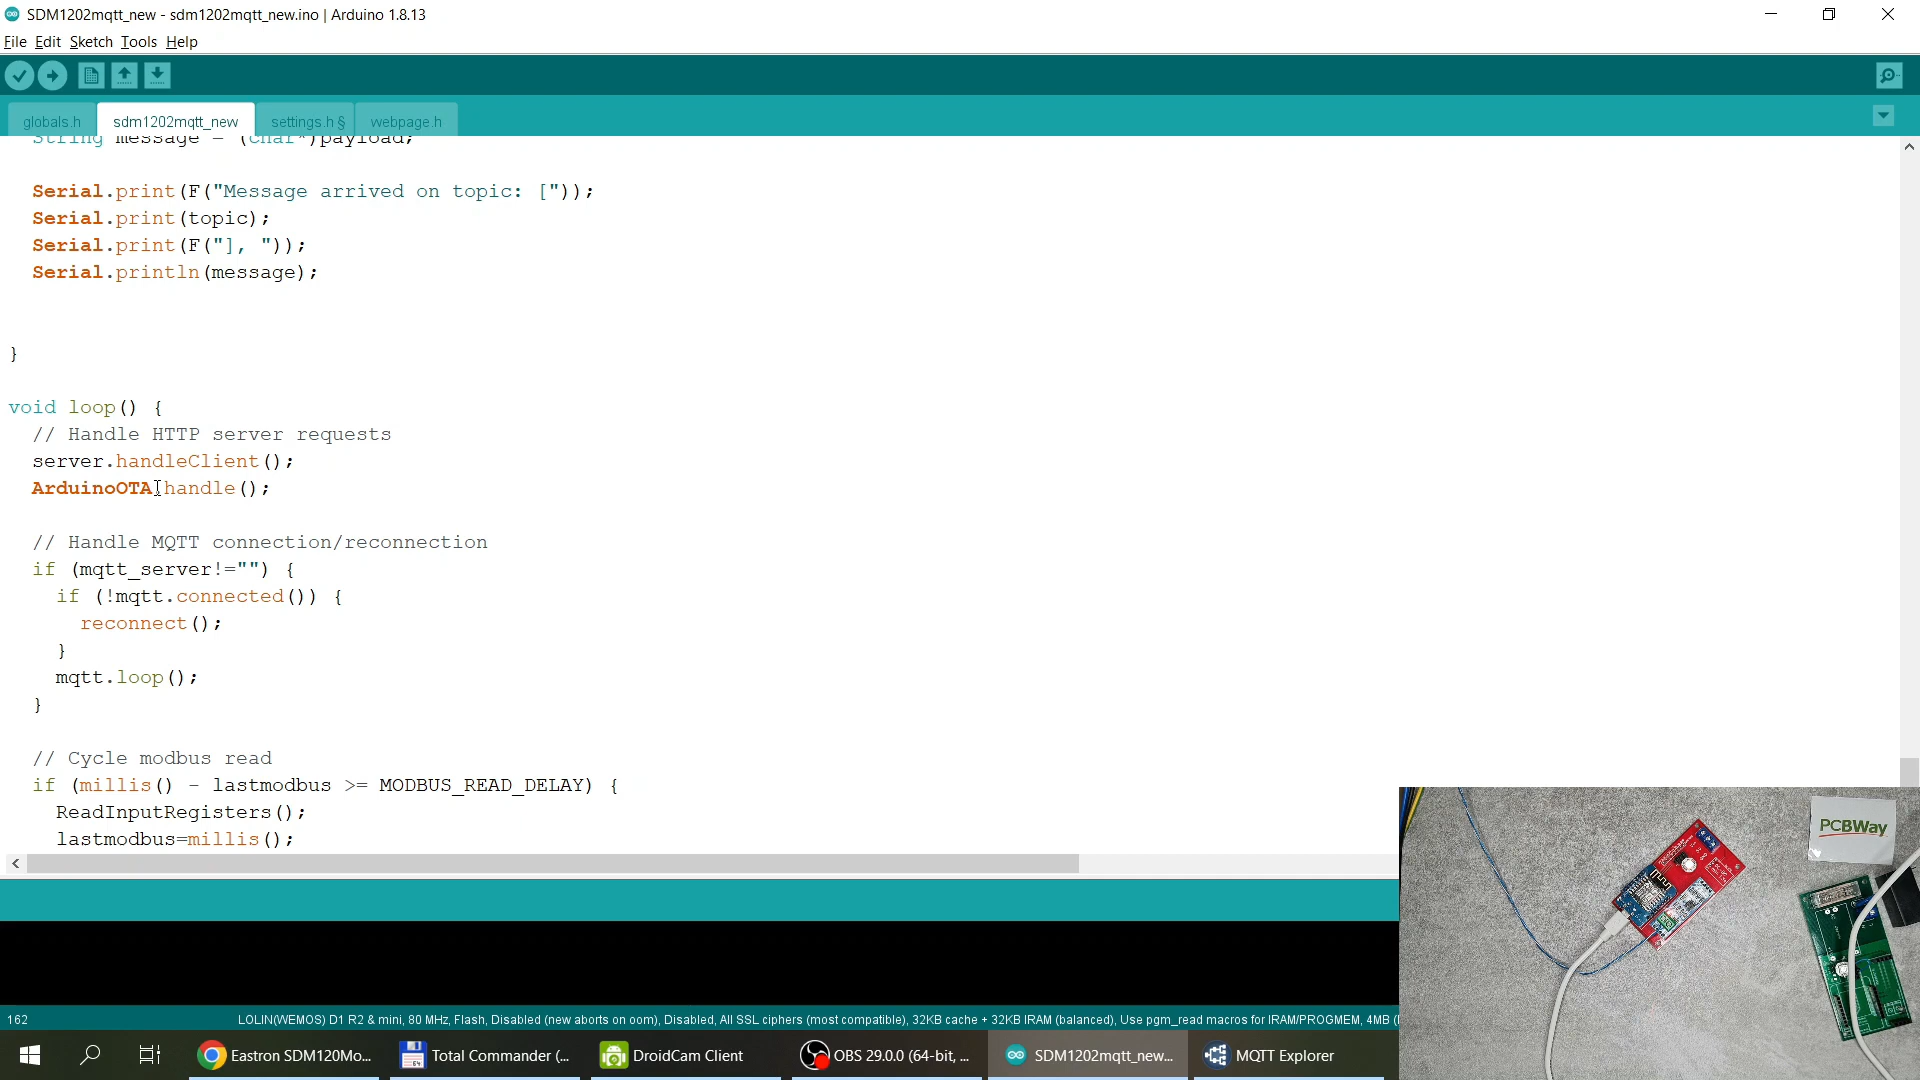 SDM1202mqtt_new - sdm1202mqtt_new.ino | Arduino 1.8.13
File Edit Sketch Tools Help
globals.h sdm1202mqtt_new settings.h § webpage.h
String message = (char*)payload;
Serial.print(F("Message arrived on topic: ["));
Serial.print(topic);
Serial.print(F("], "));
Serial.println(message);
}
void loop() {
// Handle HTTP server requests
server.handleClient();
ArduinoOTA.handle();
// Handle MQTT connection/reconnection
if (mqtt_server!="") {
if (!mqtt.connected()) {
reconnect();
}
mqtt.loop();
}
// Cycle modbus read
if (millis() - lastmodbus >= MODBUS_READ_DELAY) {
ReadInputRegisters();
lastmodbus=millis();
PCBWay
162 LOLIN(WEMOS) D1 R2 & mini, 80 MHz, Flash, Disabled (new aborts on oom), Disabled, All SSL ciphers (most compatible), 32KB cache + 32KB IRAM (balanced), Use pgm_read macros for IRAM/PROGMEM, 4MB (
Eastron SDM120Mo... Total Commander (... DroidCam Client OBS 29.0.0 (64-bit, ... SDM1202mqtt_new... MQTT Explorer